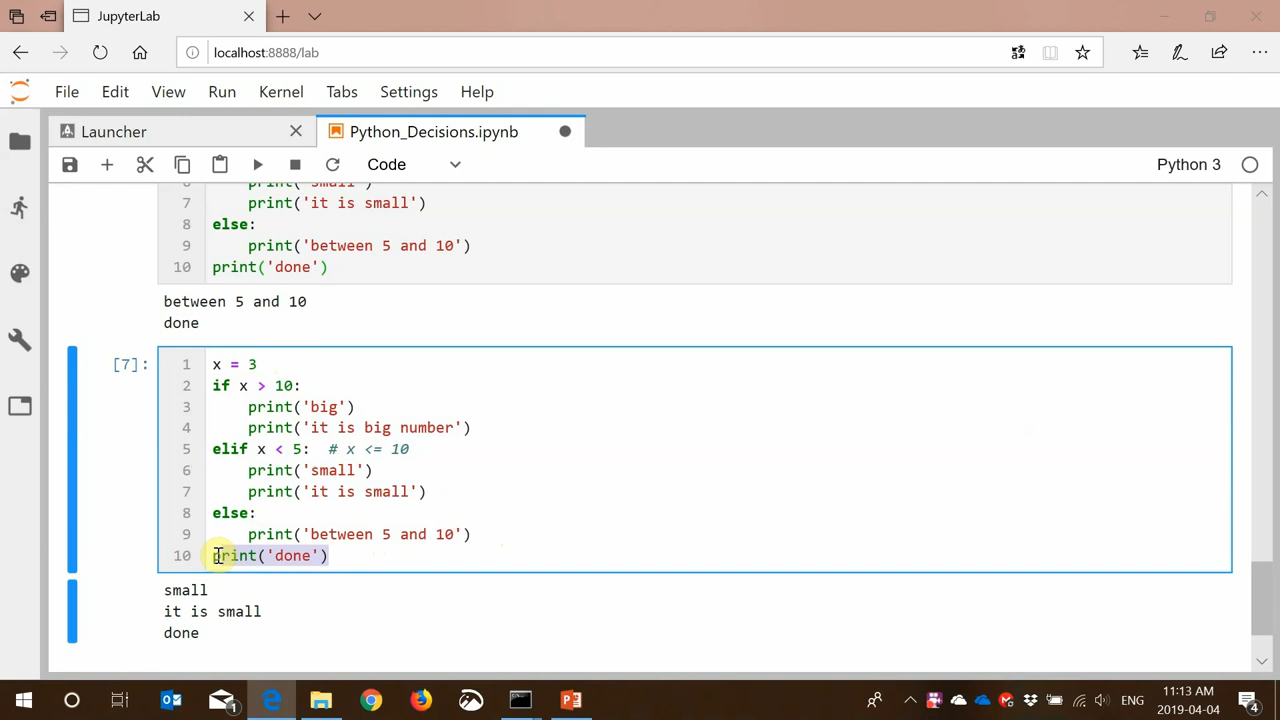 JupyterLab
localhost:8888/lab
File Edit View Run Kernel Tabs Settings Help
Launcher
Python_Decisions.ipynb
Code
Python 3
6 print('small')
7 print('it is small')
8 else:
9 print('between 5 and 10')
10 print('done')
between 5 and 10
done
[7]:
1 x = 3
2 if x > 10:
3 print('big')
4 print('it is big number')
5 elif x < 5: # x <= 10
6 print('small')
7 print('it is small')
8 else:
9 print('between 5 and 10')
10 print('done')
small
it is small
done
1
ENG
11:13 AM
2019-04-04
4